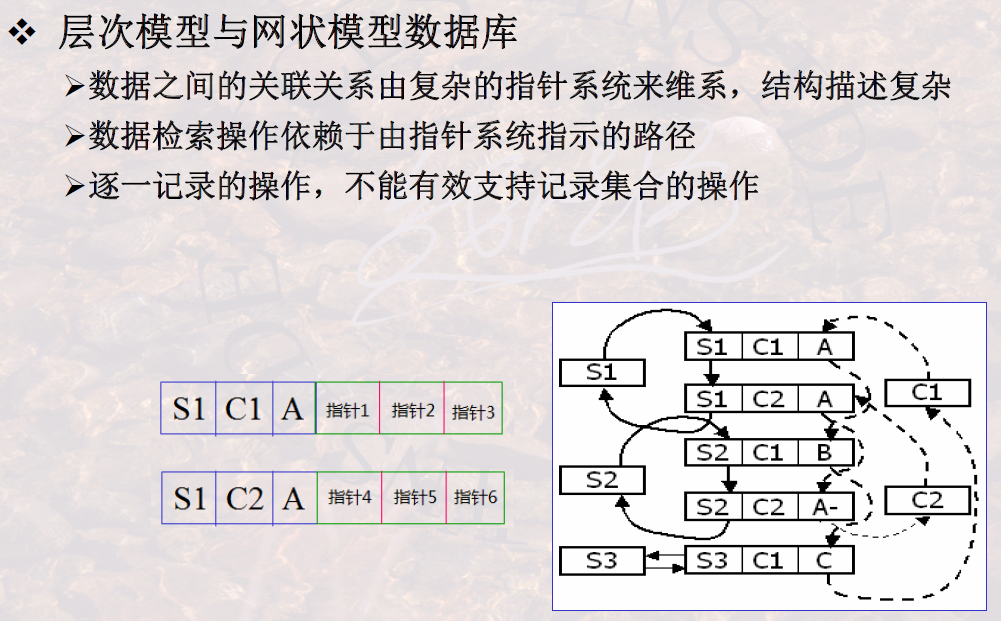 层次模型与网状模型数据库
数据之间的关联关系由复杂的指针系统来维系，结构描述复杂
数据检索操作依赖于由指针系统指示的路径
逐一记录的操作，不能有效支持记录集合的操作
S1 C1 A 指针1 指针2 指针3
S1 C2 A 指针4 指针5 指针6
S1
S2
S3
S1 C1 A
S1 C2 A
S2 C1 B
S2 C2 A-
S3 C1 C
C1
C2